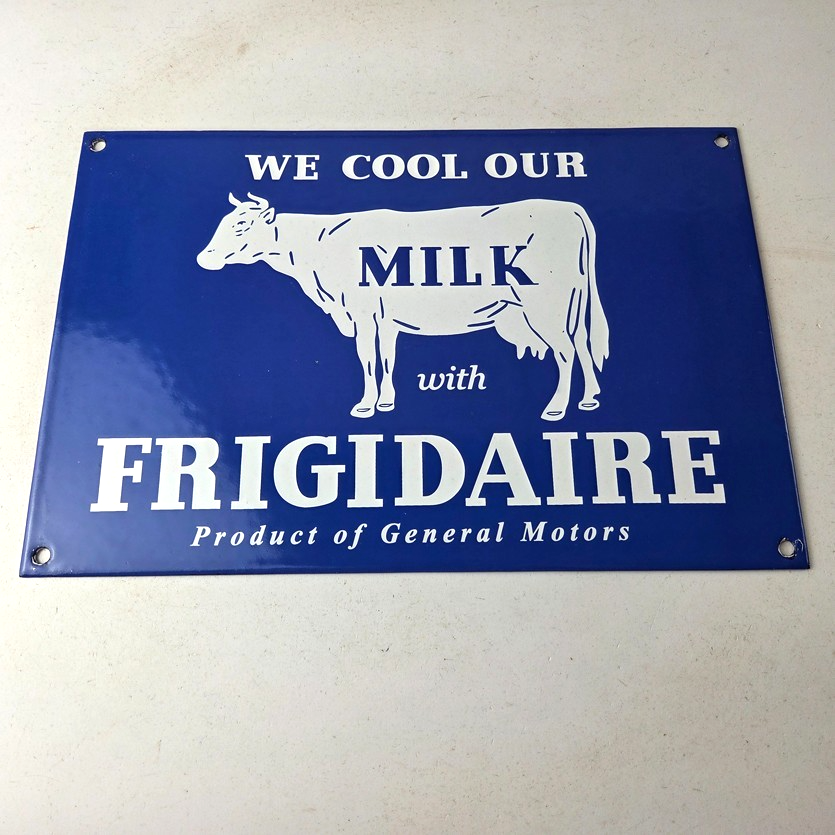 WE COOL OUR
MILK
with
FRIGIDAIRE
Product of General Motors